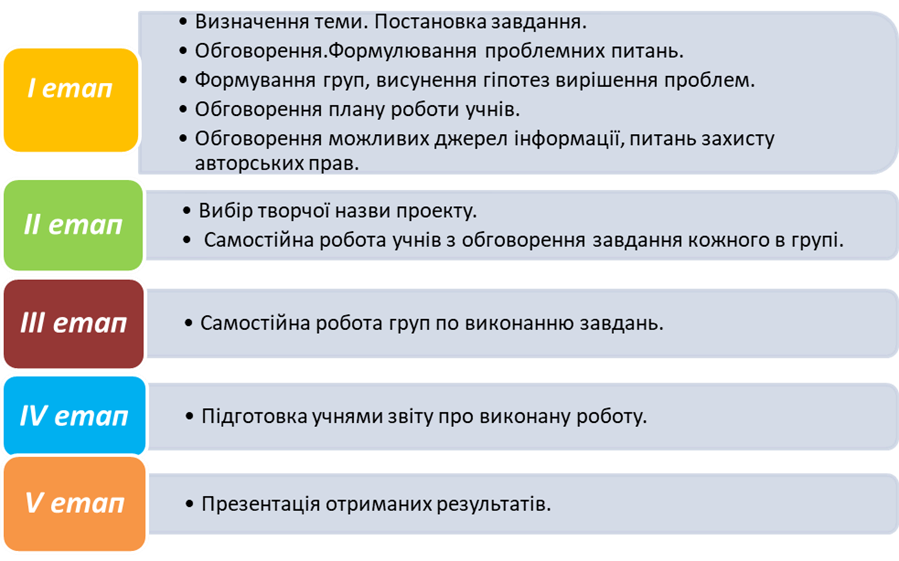 I етап
• Визначення теми. Постановка завдання.
• Обговорення.Формулювання проблемних питань.
• Формування груп, висунення гіпотез вирішення проблем.
• Обговорення плану роботи учнів.
• Обговорення можливих джерел інформації, питань захисту
авторських прав.
II етап
• Вибір творчої назви проекту.
• Самостійна робота учнів з обговорення завдання кожного в групі.
III етап
• Самостійна робота груп по виконанню завдань.
IV етап
• Підготовка учнями звіту про виконану роботу.
V етап
• Презентація отриманих результатів.